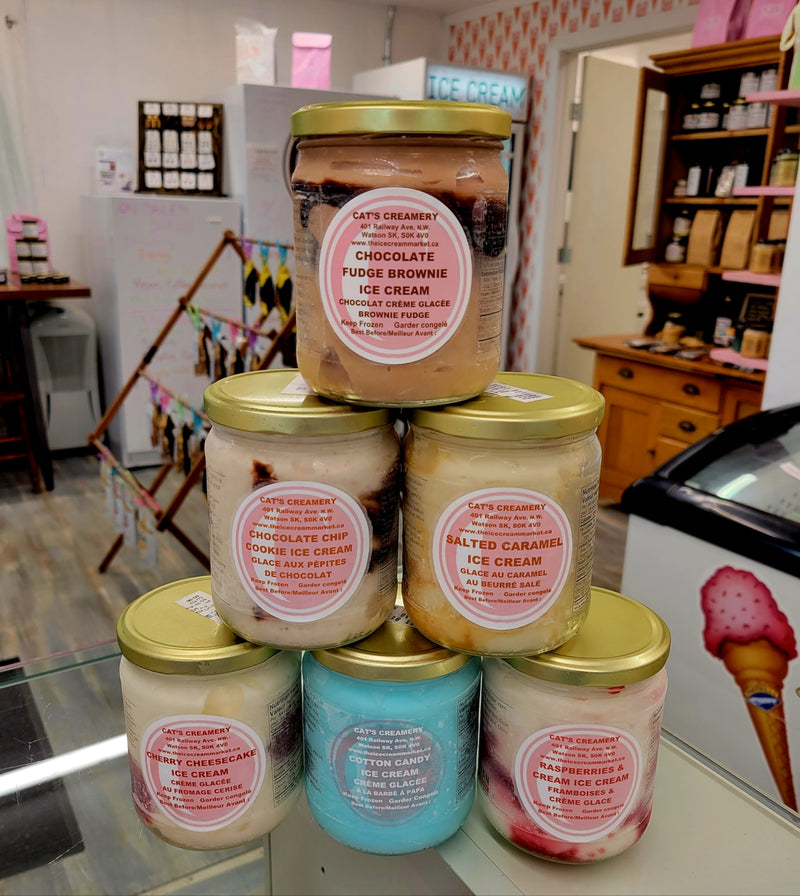 ICE CREAM
CAT'S CREAMERY
401 Railway Ave. N.W.
Watson SK, S0K 4V0
www.theicecreammarket.ca
CHOCOLATE
FUDGE BROWNIE
ICE CREAM
CHOCOLAT CRÈME GLACÉE
BROWNIE FUDGE
Keep Frozen Garder congelé
Best Before/Meilleur Avant :
CAT'S CREAMERY
401 Railway Ave. N.W.
Watson SK, S0K 4V0
www.theicecreammarket.ca
CHOCOLATE CHIP
COOKIE ICE CREAM
GLACE AUX PÉPITES
DE CHOCOLAT
Keep Frozen Garder congelé
Best Before/Meilleur Avant :
CAT'S CREAMERY
401 Railway Ave. N.W.
Watson SK, S0K 4V0
www.theicecreammarket.ca
SALTED CARAMEL
ICE CREAM
GLACE AU CARAMEL
AU BEURRE SALÉ
Keep Frozen Garder congelé
Best Before/Meilleur Avant :
CAT'S CREAMERY
401 Railway Ave. N.W.
Watson SK, S0K 4V0
www.theicecreammarket.ca
CHERRY CHEESECAKE
ICE CREAM
CRÈME GLACÉE
AU FROMAGE CERISE
Keep Frozen Garder congelé
Best Before/Meilleur Avant :
CAT'S CREAMERY
401 Railway Ave. N.W.
Watson SK, S0K 4V0
www.theicecreammarket.ca
COTTON CANDY
ICE CREAM
CRÈME GLACÉE
À LA BARBE À PAPA
Keep Frozen Garder Congelé
Best Before/Meilleur Avant :
CAT'S CREAMERY
401 Railway Ave. N.W.
Watson SK, S0K 4V0
www.theicecreammarket.ca
RASPBERRIES &
CREAM ICE CREAM
FRAMBOISES &
CRÈME GLACE
Keep Frozen Garder congelé
Best Before/Meilleur Avant :